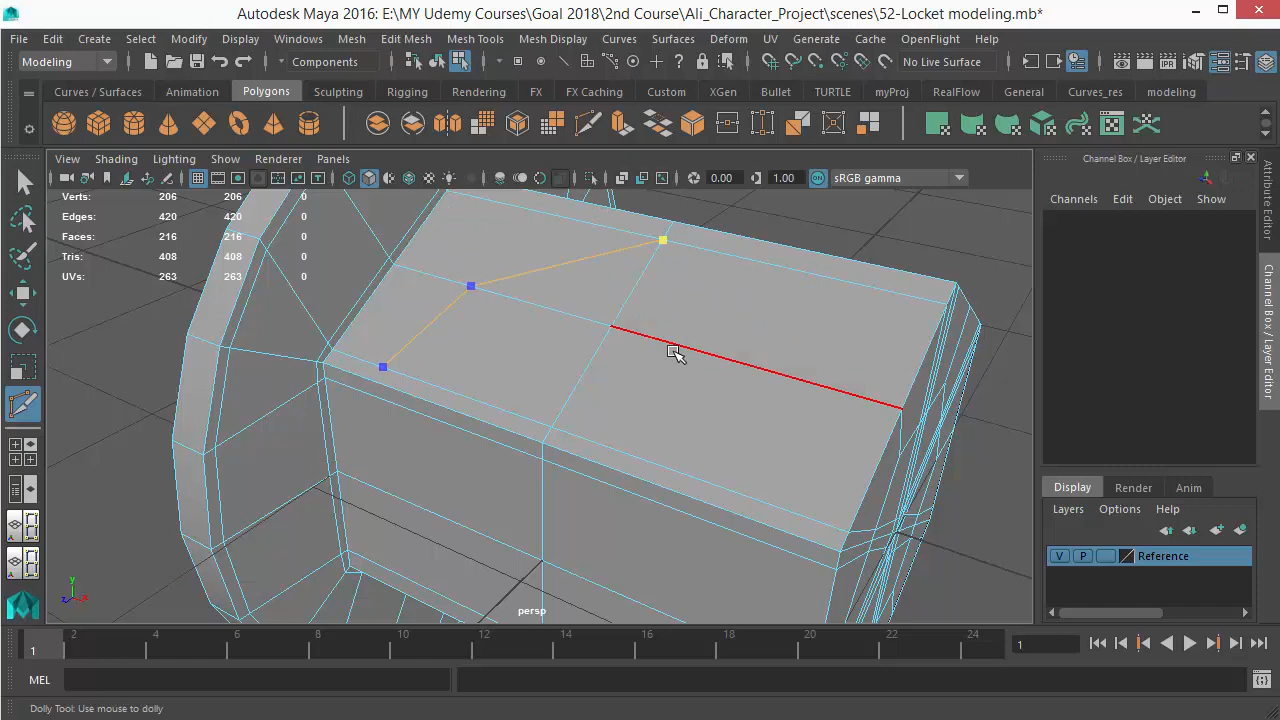 Autodesk Maya 2016: E:\MY Udemy Courses\Goal 2018\2nd Course\Ali_Character_Project\scenes\52-Locket modeling.mb*
File Edit Create Select Modify Display Windows Mesh Edit Mesh Mesh Tools Mesh Display Curves Surfaces Deform UV Generate Cache OpenFlight Help
Modeling Components No Live Surface
Curves / Surfaces Animation Polygons Sculpting Rigging Rendering FX FX Caching Custom XGen Bullet TURTLE myProj RealFlow General Curves_res modeling
View Shading Lighting Show Renderer Panels
Channel Box / Layer Editor
0.00 1.00 sRGB gamma
Channels Edit Object Show
Verts: 206 206 0
Edges: 420 420 0
Faces: 216 216 0
Tris: 408 408 0
UVs: 263 263 0
Attribute Editor
Channel Box / Layer Editor
Display Render Anim
Layers Options Help
V P Reference
y
persp
2 4 6 8 10 12 14 16 18 20 22 24
1 1
MEL
Dolly Tool: Use mouse to dolly